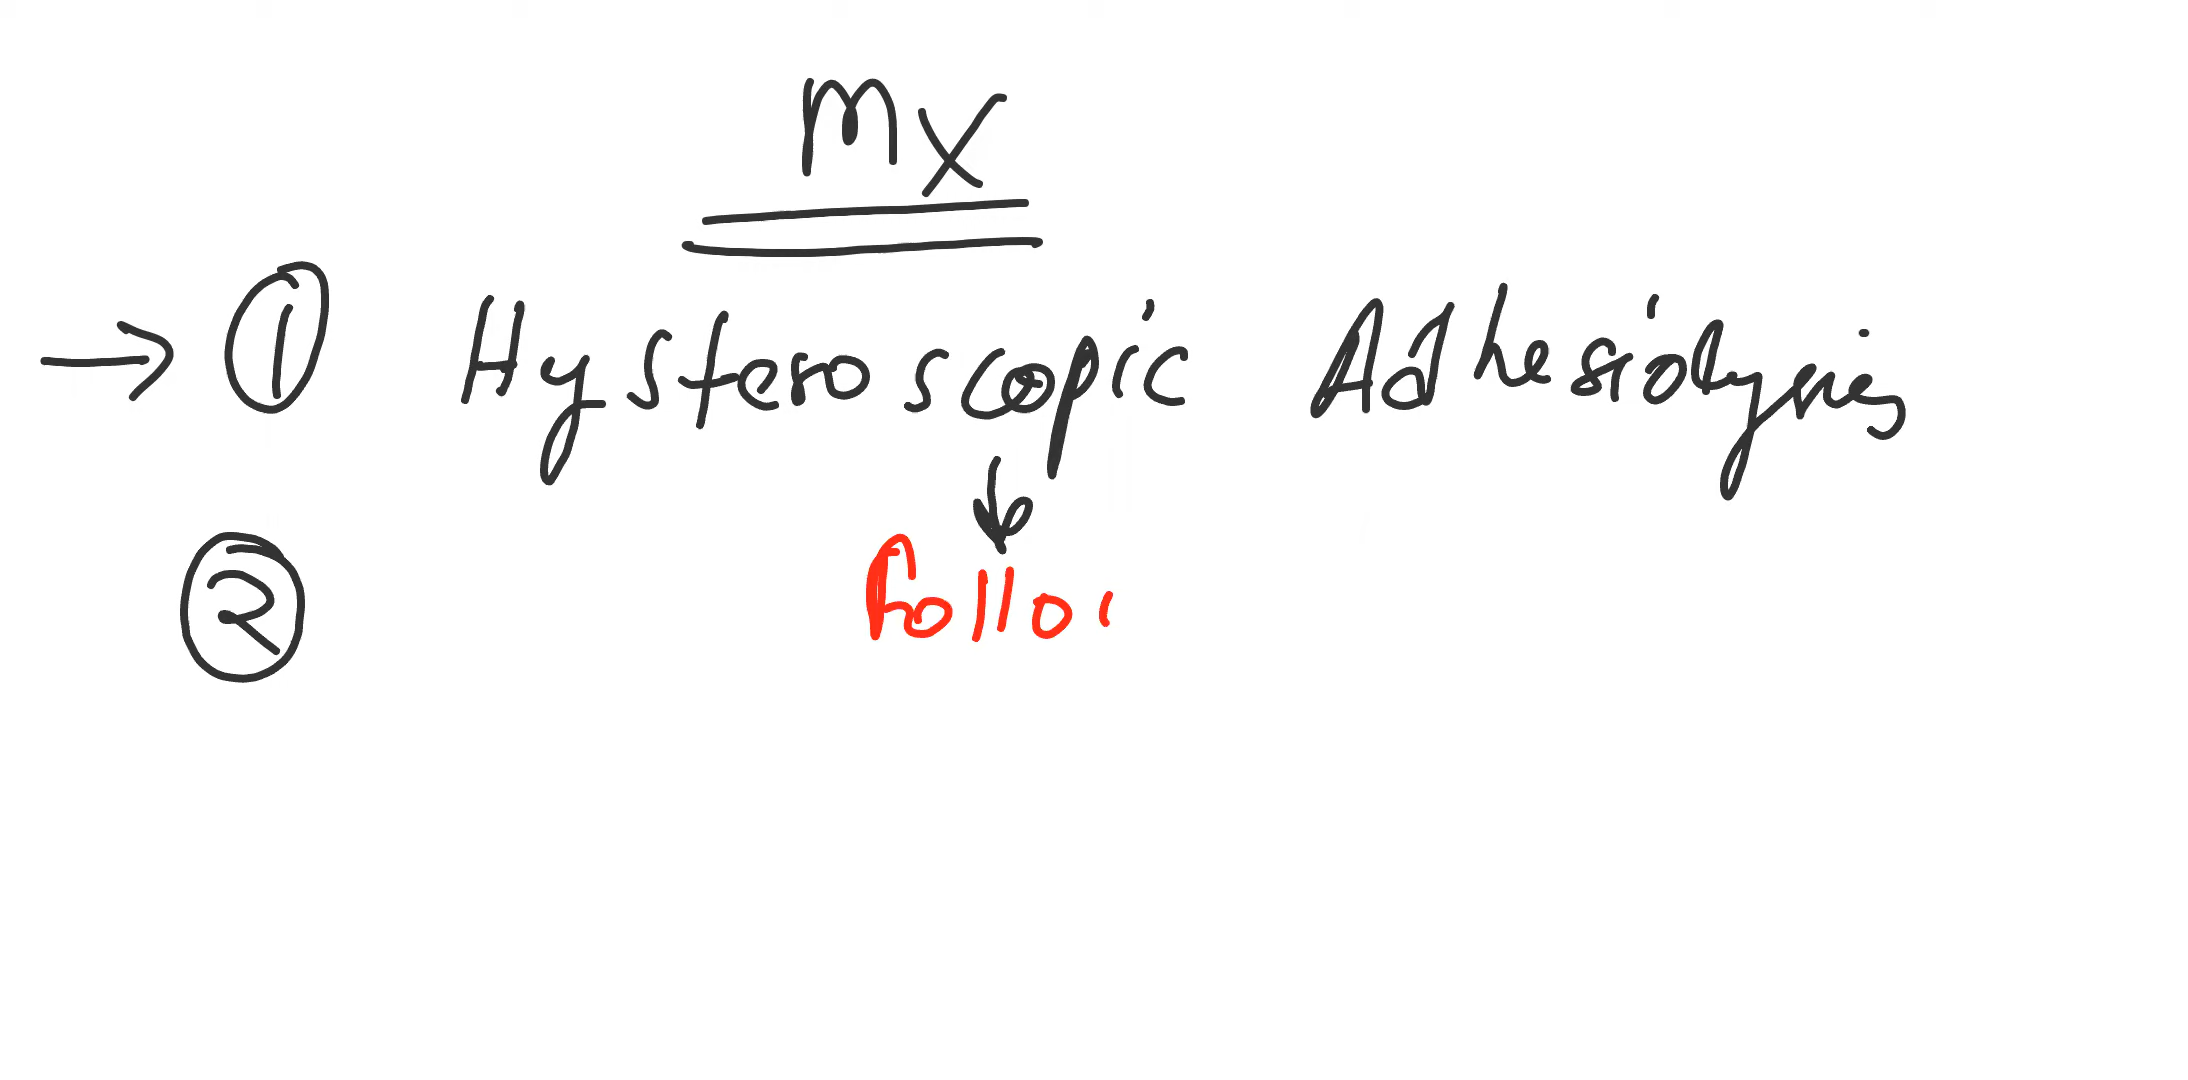 Mx
→ ① Hysteroscopic Adhesiolysis
↓
② follo